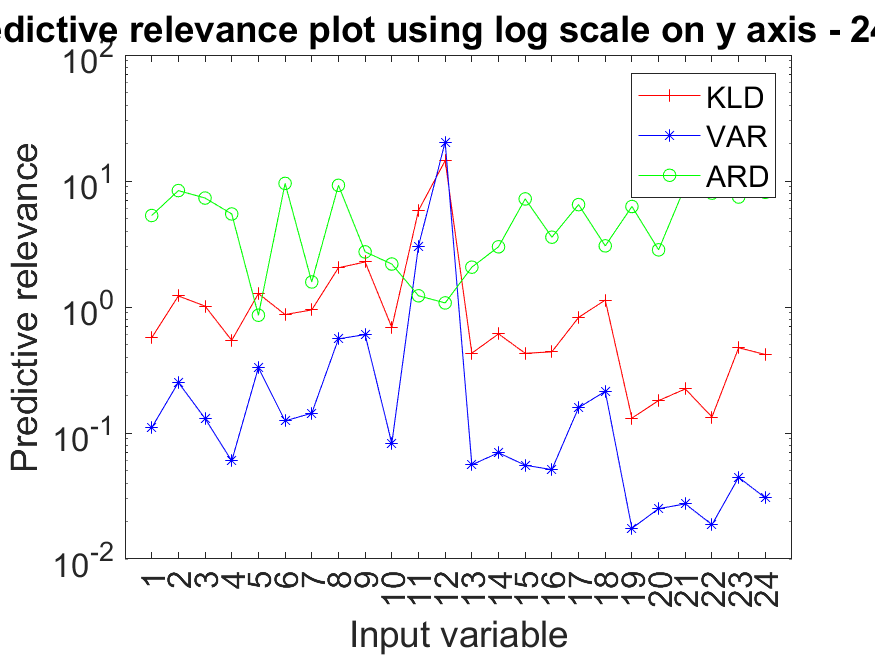 edictive relevance plot using log scale on y axis - 24
10^2
10^1
10^0
10^-1
10^-2
Predictive relevance
KLD
VAR
ARD
1 2 3 4 5 6 7 8 9 10 11 12 13 14 15 16 17 18 19 20 21 22 23 24
Input variable